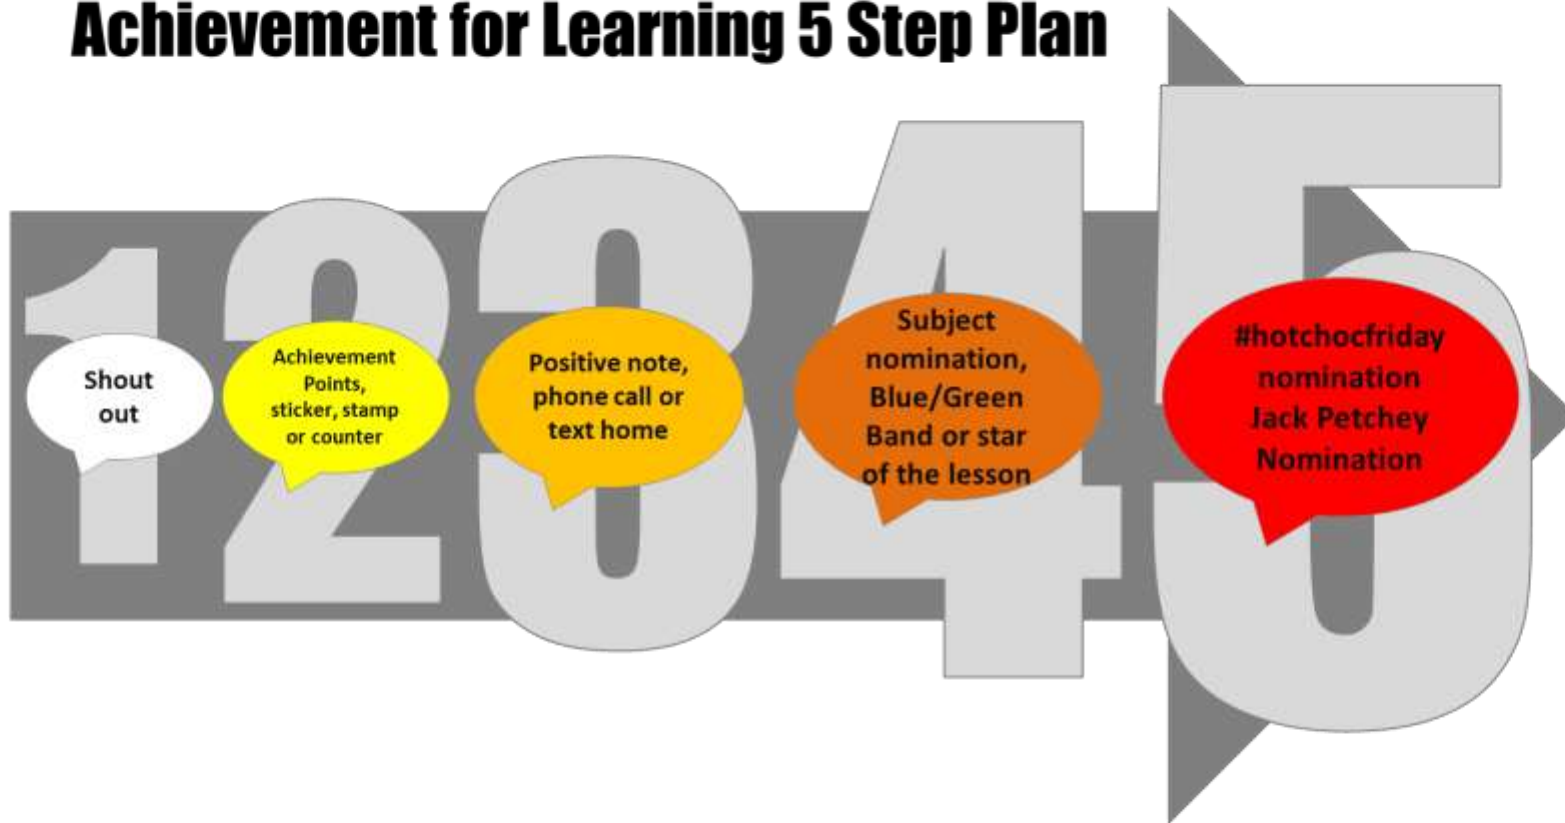 Achievement for Learning 5 Step Plan
1
Shout
out
2
Achievement
Points,
sticker, stamp
or counter
3
Positive note,
phone call or
text home
4
Subject
nomination,
Blue/Green
Band or star
of the lesson
5
#hotchocfriday
nomination
Jack Petchey
Nomination